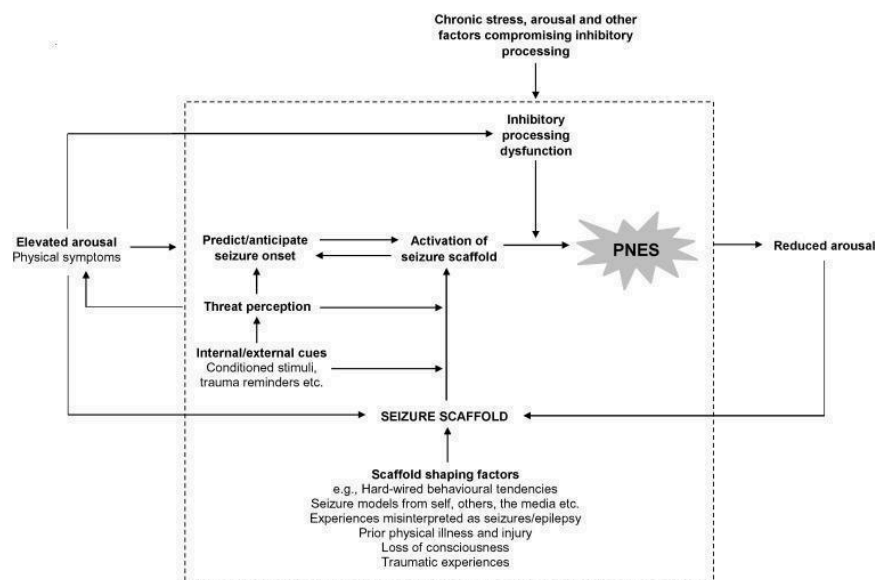 Chronic stress, arousal and other
factors compromising inhibitory
processing
Inhibitory
processing
dysfunction
Elevated arousal
Physical symptoms
Predict/anticipate
seizure onset
Activation of
seizure scaffold
PNES
Reduced arousal
Threat perception
Internal/external cues
Conditioned stimuli,
trauma reminders etc.
SEIZURE SCAFFOLD
Scaffold shaping factors
e.g., Hard-wired behavioural tendencies
Seizure models from self, others, the media etc.
Experiences misinterpreted as seizures/epilepsy
Prior physical illness and injury
Loss of consciousness
Traumatic experiences